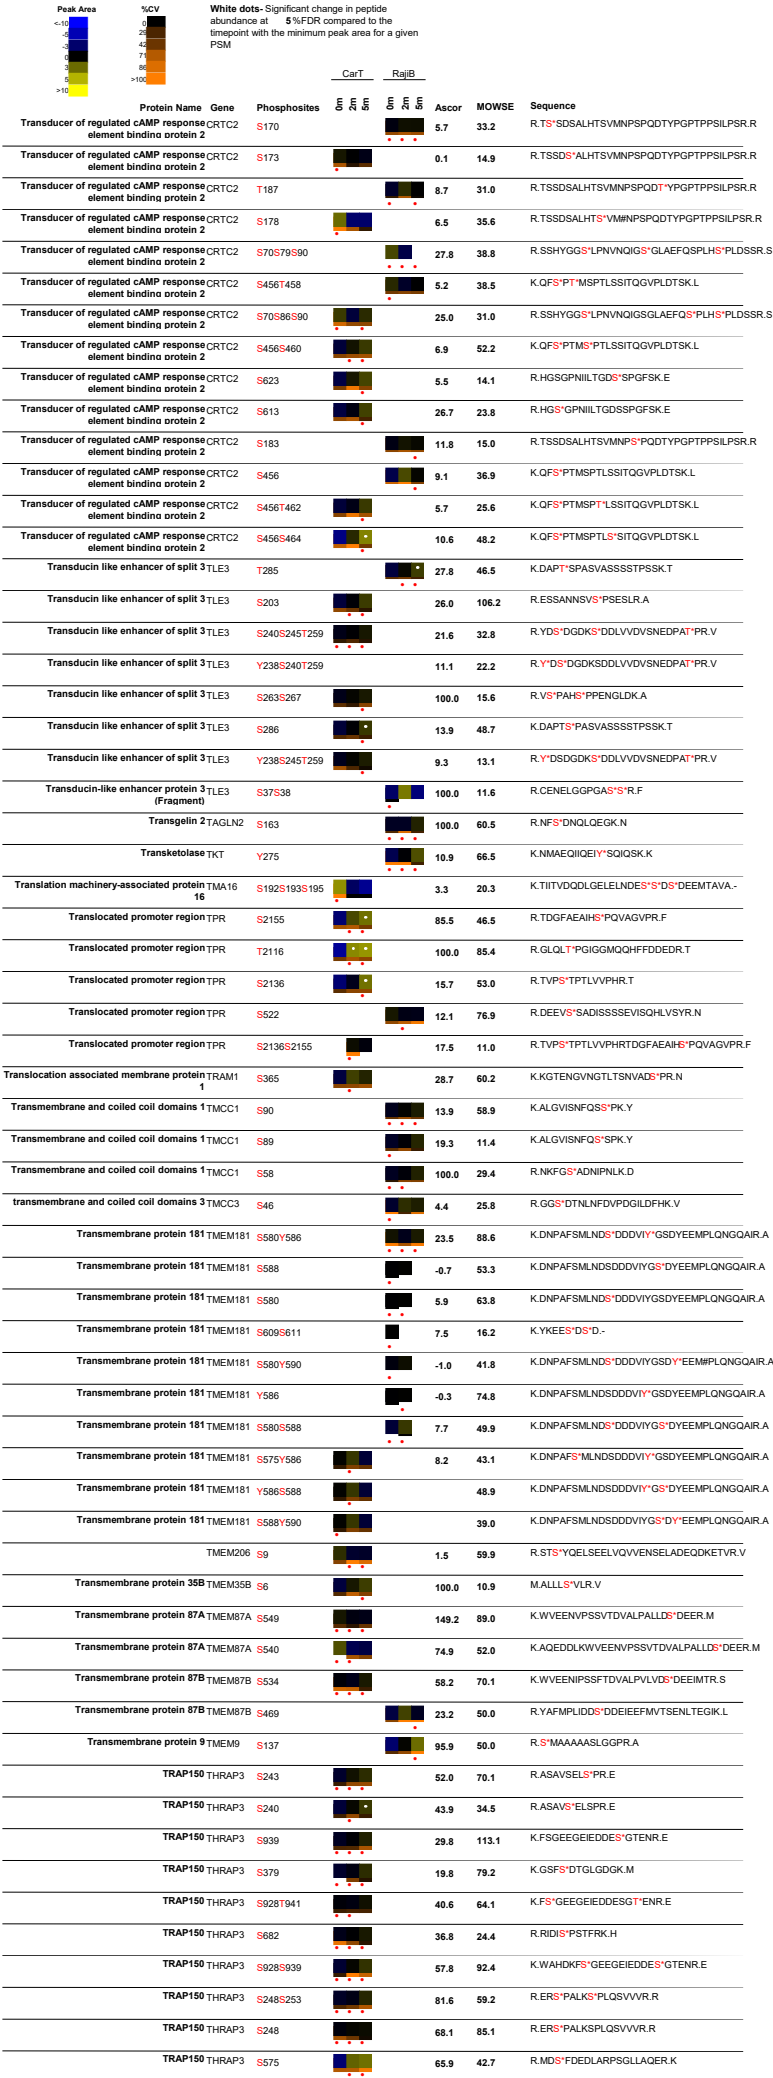 Peak Area %CV White dots- Significant change in peptide
abundance at 5 %FDR compared to the
timepoint with the minimum peak area for a given
PSM
<-10 0
-5 29
-3 42
0 71
3 86
5 >100
>10
CarT RajiB
Protein Name Gene Phosphosites 0m 2m 5m 0m 2m 5m Ascor MOWSE Sequence
Transducer of regulated cAMP response element binding protein 2 CRTC2 S170 5.7 33.2 R.TS*SDSALHTSVMNPSPQDTYPGPTPPSILPSR.R
Transducer of regulated cAMP response element binding protein 2 CRTC2 S173 0.1 14.9 R.TSSDS*ALHTSVMNPSPQDTYPGPTPPSILPSR.R
Transducer of regulated cAMP response element binding protein 2 CRTC2 T187 8.7 31.0 R.TSSDSALHTSVMNPSPQDT*YPGPTPPSILPSR.R
Transducer of regulated cAMP response element binding protein 2 CRTC2 S178 6.5 35.6 R.TSSDSALHTS*VM#NPSPQDTYPGPTPPSILPSR.R
Transducer of regulated cAMP response element binding protein 2 CRTC2 S70S79S90 27.8 38.8 R.SSHYGGS*LPNVNQIGS*GLAEFQSPLHS*PLDSSR.S
Transducer of regulated cAMP response element binding protein 2 CRTC2 S456T458 5.2 38.5 K.QFS*PT*MSPTLSSITQGVPLDTSK.L
Transducer of regulated cAMP response element binding protein 2 CRTC2 S70S86S90 25.0 31.0 R.SSHYGGS*LPNVNQIGSGLAEFQS*PLHS*PLDSSR.S
Transducer of regulated cAMP response element binding protein 2 CRTC2 S456S460 6.9 52.2 K.QFS*PTMS*PTLSSITQGVPLDTSK.L
Transducer of regulated cAMP response element binding protein 2 CRTC2 S623 5.5 14.1 R.HGSGPNIILTGDS*SPGFSK.E
Transducer of regulated cAMP response element binding protein 2 CRTC2 S613 26.7 23.8 R.HGS*GPNIILTGDSSPGFSK.E
Transducer of regulated cAMP response element binding protein 2 CRTC2 S183 11.8 15.0 R.TSSDSALHTSVMNPS*PQDTYPGPTPPSILPSR.R
Transducer of regulated cAMP response element binding protein 2 CRTC2 S456 9.1 36.9 K.QFS*PTMSPTLSSITQGVPLDTSK.L
Transducer of regulated cAMP response element binding protein 2 CRTC2 S456T462 5.7 25.6 K.QFS*PTMSPT*LSSITQGVPLDTSK.L
Transducer of regulated cAMP response element binding protein 2 CRTC2 S456S464 10.6 48.2 K.QFS*PTMSPTLS*SITQGVPLDTSK.L
Transducin like enhancer of split 3 TLE3 T285 27.8 46.5 K.DAPT*SPASVASSSSTPSSK.T
Transducin like enhancer of split 3 TLE3 S203 26.0 106.2 R.ESSANNSVS*PSESLR.A
Transducin like enhancer of split 3 TLE3 S240S245T259 21.6 32.8 R.YDS*DGDKS*DDLVVDVSNEDPAT*PR.V
Transducin like enhancer of split 3 TLE3 Y238S240T259 11.1 22.2 R.Y*DS*DGDKSDDLVVDVSNEDPAT*PR.V
Transducin like enhancer of split 3 TLE3 S263S267 100.0 15.6 R.VS*PAHS*PPENGLDK.A
Transducin like enhancer of split 3 TLE3 S286 13.9 48.7 K.DAPTS*PASVASSSSTPSSK.T
Transducin like enhancer of split 3 TLE3 Y238S245T259 9.3 13.1 R.Y*DSDGDKS*DDLVVDVSNEDPAT*PR.V
Transducin-like enhancer protein 3 (Fragment) TLE3 S37S38 100.0 11.6 R.CENELGGPGAS*S*R.F
Transgelin 2 TAGLN2 S163 100.0 60.5 R.NFS*DNQLQEGK.N
Transketolase TKT Y275 10.9 66.5 K.NMAEQIIQEIY*SQIQSK.K
Translation machinery-associated protein 16 TMA16 S192S193S195 3.3 20.3 K.TIITVDQDLGELELNDES*S*DS*DEEMTAVA.-
Translocated promoter region TPR S2155 85.5 46.5 R.TDGFAEAIHS*PQVAGVPR.F
Translocated promoter region TPR T2116 100.0 85.4 R.GLQLT*PGIGGMQQHFFDDEDR.T
Translocated promoter region TPR S2136 15.7 53.0 R.TVPS*TPTLVVPHR.T
Translocated promoter region TPR S522 12.1 76.9 R.DEEVS*SADISSSSEVISQHLVSYR.N
Translocated promoter region TPR S2136S2155 17.5 11.0 R.TVPS*TPTLVVPHRTDGFAEAIHS*PQVAGVPR.F
Translocation associated membrane protein 1 TRAM1 S365 28.7 60.2 K.KGTENGVNGTLTSNVADS*PR.N
Transmembrane and coiled coil domains 1 TMCC1 S90 13.9 58.9 K.ALGVISNFQSS*PK.Y
Transmembrane and coiled coil domains 1 TMCC1 S89 19.3 11.4 K.ALGVISNFQS*SPK.Y
Transmembrane and coiled coil domains 1 TMCC1 S58 100.0 29.4 R.NKFGS*ADNIPNLK.D
transmembrane and coiled coil domains 3 TMCC3 S46 4.4 25.8 R.GGS*DTNLNFDVPDGILDFHK.V
Transmembrane protein 181 TMEM181 S580Y586 23.5 88.6 K.DNPAFSMLNDS*DDDVIY*GSDYEEMPLQNGQAIR.A
Transmembrane protein 181 TMEM181 S588 -0.7 53.3 K.DNPAFSMLNDSDDDVIYGS*DYEEMPLQNGQAIR.A
Transmembrane protein 181 TMEM181 S580 5.9 63.8 K.DNPAFSMLNDS*DDDVIYGSDYEEMPLQNGQAIR.A
Transmembrane protein 181 TMEM181 S609S611 7.5 16.2 K.YKEES*DS*D.-
Transmembrane protein 181 TMEM181 S580Y590 -1.0 41.8 K.DNPAFSMLNDS*DDDVIYGSDY*EEM#PLQNGQAIR.A
Transmembrane protein 181 TMEM181 Y586 -0.3 74.8 K.DNPAFSMLNDSDDDVIY*GSDYEEMPLQNGQAIR.A
Transmembrane protein 181 TMEM181 S580S588 7.7 49.9 K.DNPAFSMLNDS*DDDVIYGS*DYEEMPLQNGQAIR.A
Transmembrane protein 181 TMEM181 S575Y586 8.2 43.1 K.DNPAFS*MLNDSDDDVIY*GSDYEEMPLQNGQAIR.A
Transmembrane protein 181 TMEM181 Y586S588 48.9 K.DNPAFSMLNDSDDDVIY*GS*DYEEMPLQNGQAIR.A
Transmembrane protein 181 TMEM181 S588Y590 39.0 K.DNPAFSMLNDSDDDVIYGS*DY*EEMPLQNGQAIR.A
TMEM206 S9 1.5 59.9 R.STS*YQELSEELVQVVENSELADEQDKETVR.V
Transmembrane protein 35B TMEM35B S6 100.0 10.9 M.ALLLS*VLR.V
Transmembrane protein 87A TMEM87A S549 149.2 89.0 K.WVEENVPSSVTDVALPALLDS*DEER.M
Transmembrane protein 87A TMEM87A S540 74.9 52.0 K.AQEDDLKWVEENVPSSVTDVALPALLDS*DEER.M
Transmembrane protein 87B TMEM87B S534 58.2 70.1 K.WVEENIPSSFTDVALPVLVDS*DEEIMTR.S
Transmembrane protein 87B TMEM87B S469 23.2 50.0 R.YAFMPLIDDS*DDEIEEFMVTSENLTEGIK.L
Transmembrane protein 9 TMEM9 S137 95.9 50.0 R.S*MAAAAASLGGPR.A
TRAP150 THRAP3 S243 52.0 70.1 R.ASAVSELS*PR.E
TRAP150 THRAP3 S240 43.9 34.5 R.ASAVS*ELSPR.E
TRAP150 THRAP3 S939 29.8 113.1 K.FSGEEGEIEDDES*GTENR.E
TRAP150 THRAP3 S379 19.8 79.2 K.GSFS*DTGLGDGK.M
TRAP150 THRAP3 S928T941 40.6 64.1 K.FS*GEEGEIEDDESGT*ENR.E
TRAP150 THRAP3 S682 36.8 24.4 R.RIDIS*PSTFRK.H
TRAP150 THRAP3 S928S939 57.8 92.4 K.WAHDKFS*GEEGEIEDDES*GTENR.E
TRAP150 THRAP3 S248S253 81.6 59.2 R.ERS*PALKS*PLQSVVVR.R
TRAP150 THRAP3 S248 68.1 85.1 R.ERS*PALKSPLQSVVVR.R
TRAP150 THRAP3 S575 65.9 42.7 R.MDS*FDEDLARPSGLLAQER.K